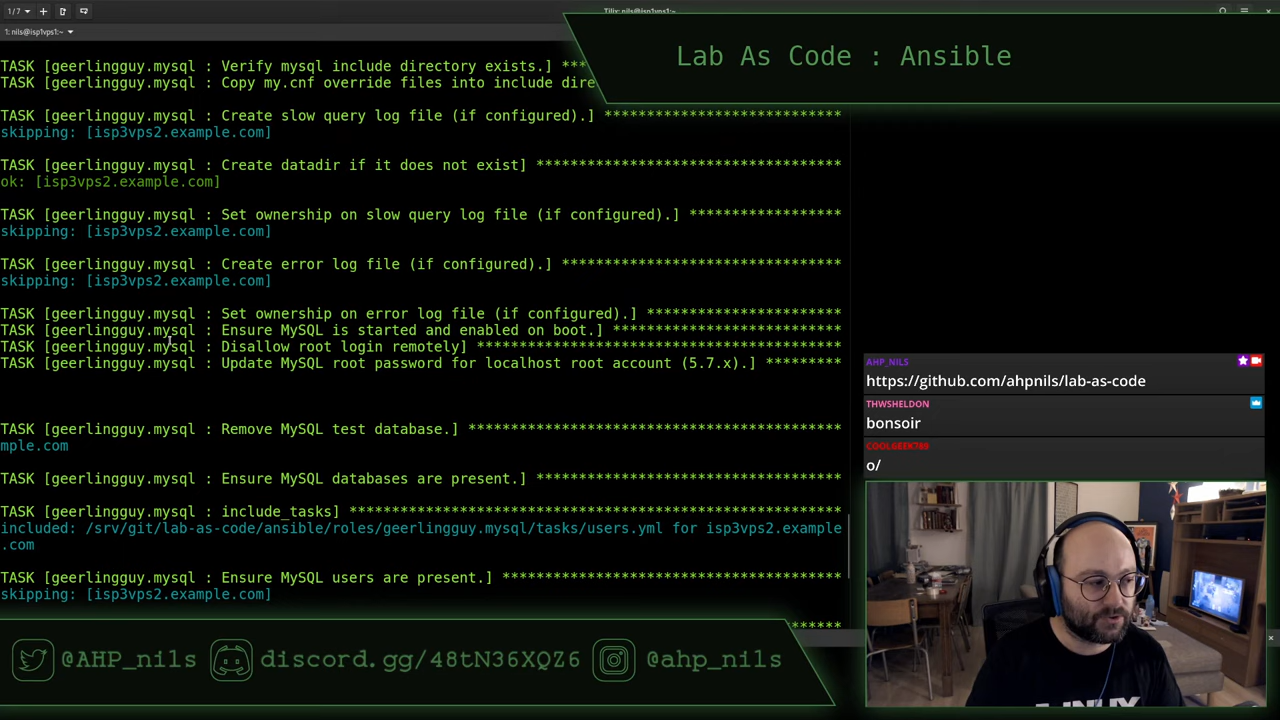 1/7
Tilix: nils@isp1vps1:~
1: nils@isp1vps1:~
Lab As Code : Ansible
TASK [geerlingguy.mysql : Verify mysql include directory exists.] ***
TASK [geerlingguy.mysql : Copy my.cnf override files into include dire
TASK [geerlingguy.mysql : Create slow query log file (if configured).] ****************************
skipping: [isp3vps2.example.com]
TASK [geerlingguy.mysql : Create datadir if it does not exist] ************************************
ok: [isp3vps2.example.com]
TASK [geerlingguy.mysql : Set ownership on slow query log file (if configured).] ******************
skipping: [isp3vps2.example.com]
TASK [geerlingguy.mysql : Create error log file (if configured).] *********************************
skipping: [isp3vps2.example.com]
TASK [geerlingguy.mysql : Set ownership on error log file (if configured).] ***********************
TASK [geerlingguy.mysql : Ensure MySQL is started and enabled on boot.] ***************************
TASK [geerlingguy.mysql : Disallow root login remotely] *******************************************
TASK [geerlingguy.mysql : Update MySQL root password for localhost root account (5.7.x).] *********
TASK [geerlingguy.mysql : Remove MySQL test database.] ********************************************
mple.com
TASK [geerlingguy.mysql : Ensure MySQL databases are present.] ************************************
TASK [geerlingguy.mysql : include_tasks] **********************************************************
included: /srv/git/lab-as-code/ansible/roles/geerlingguy.mysql/tasks/users.yml for isp3vps2.example
.com
TASK [geerlingguy.mysql : Ensure MySQL users are present.] ****************************************
skipping: [isp3vps2.example.com]
******
AHP_NILS
https://github.com/ahpnils/lab-as-code
THWSHELDON
bonsoir
COOLGEEK789
o/
@AHP_nils
discord.gg/48tN36XQZ6
@ahp_nils